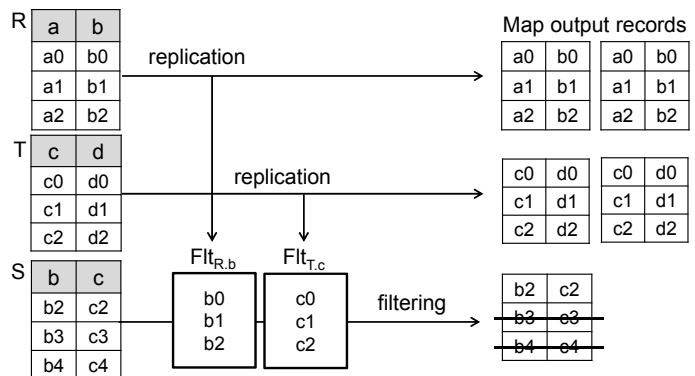 R
a b
a0 b0
a1 b1
a2 b2
replication
Map output records
a0 b0
a1 b1
a2 b2
a0 b0
a1 b1
a2 b2
T
c d
c0 d0
c1 d1
c2 d2
replication
c0 d0
c1 d1
c2 d2
c0 d0
c1 d1
c2 d2
S
b c
b2 c2
b3 c3
b4 c4
FltR.b
b0
b1
b2
FltT.c
c0
c1
c2
filtering
b2 c2
b3 c3
b4 c4